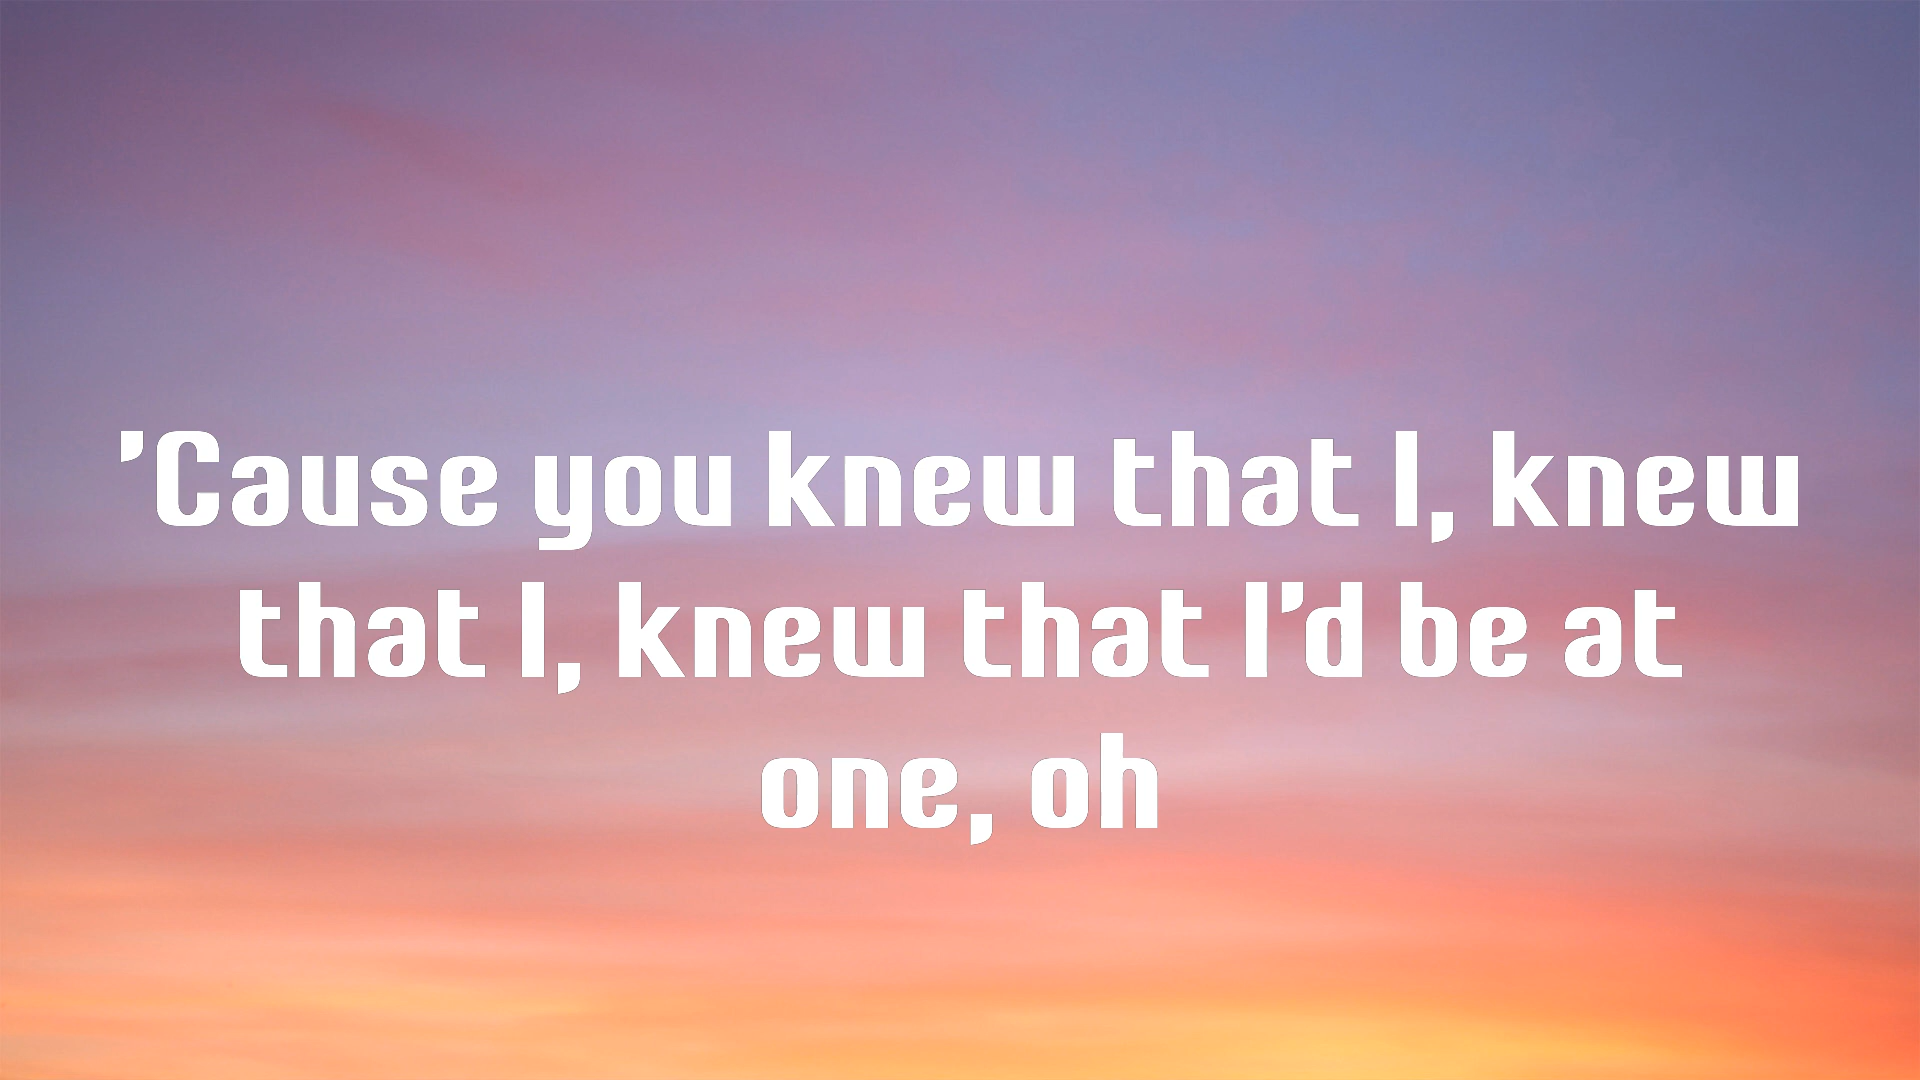 ’Cause you knew that I, knew
that I, knew that I’d be at
one, oh